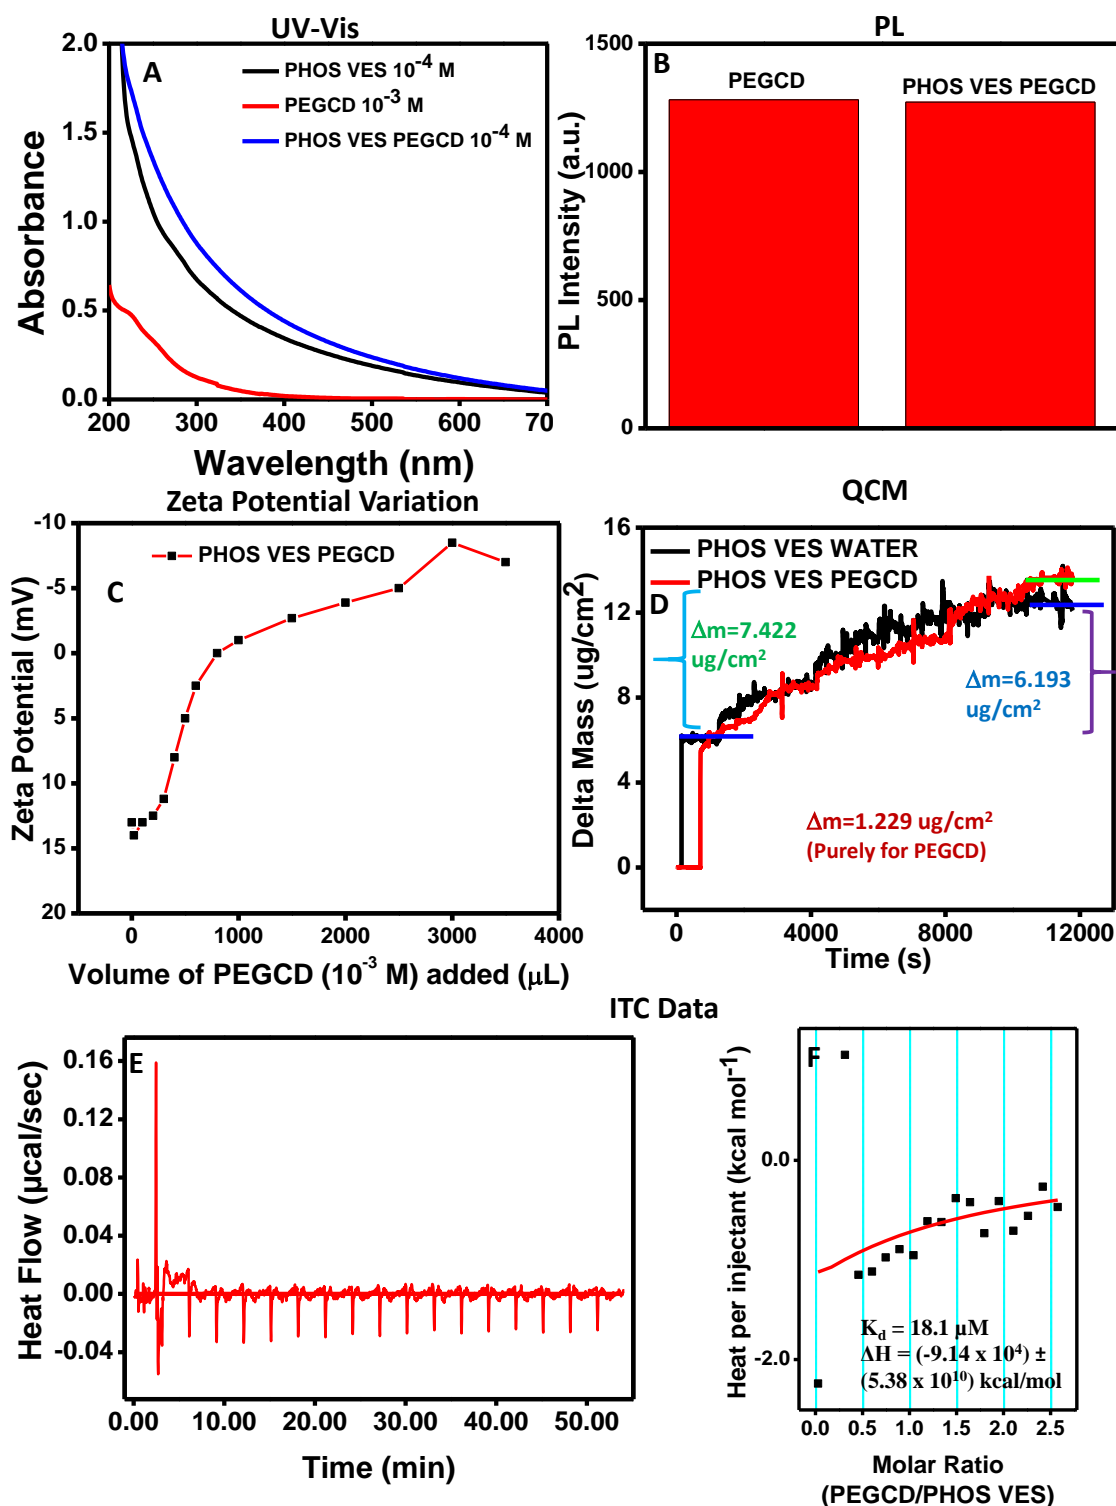 UV-Vis
A
PHOS VES 10⁻⁴ M
PEGCD 10⁻³ M
PHOS VES PEGCD 10⁻⁴ M
2.0
1.5
1.0
0.5
0.0
Absorbance
200 300 400 500 600 70
Wavelength (nm)
PL
B
PEGCD
PHOS VES PEGCD
1500
1000
500
0
PL Intensity (a.u.)
Zeta Potential Variation
PHOS VES PEGCD
C
-10
-5
0
5
10
15
20
Zeta Potential (mV)
0 1000 2000 3000 4000
Volume of PEGCD (10⁻³ M) added (μL)
QCM
PHOS VES WATER
PHOS VES PEGCD
D
16
12
8
4
0
Delta Mass (ug/cm²)
Δm=7.422
ug/cm²
Δm=6.193
ug/cm²
Δm=1.229 ug/cm²
(Purely for PEGCD)
0 4000 8000 12000
Time (s)
ITC Data
E
0.16
0.12
0.08
0.04
0.00
-0.04
Heat Flow (μcal/sec)
0.00 10.00 20.00 30.00 40.00 50.00
Time (min)
F
0.0
-2.0
Heat per injectant (kcal mol⁻¹)
K_d = 18.1 μM
ΔH = (-9.14 x 10⁴) ±
(5.38 x 10¹⁰) kcal/mol
0.0 0.5 1.0 1.5 2.0 2.5
Molar Ratio
(PEGCD/PHOS VES)